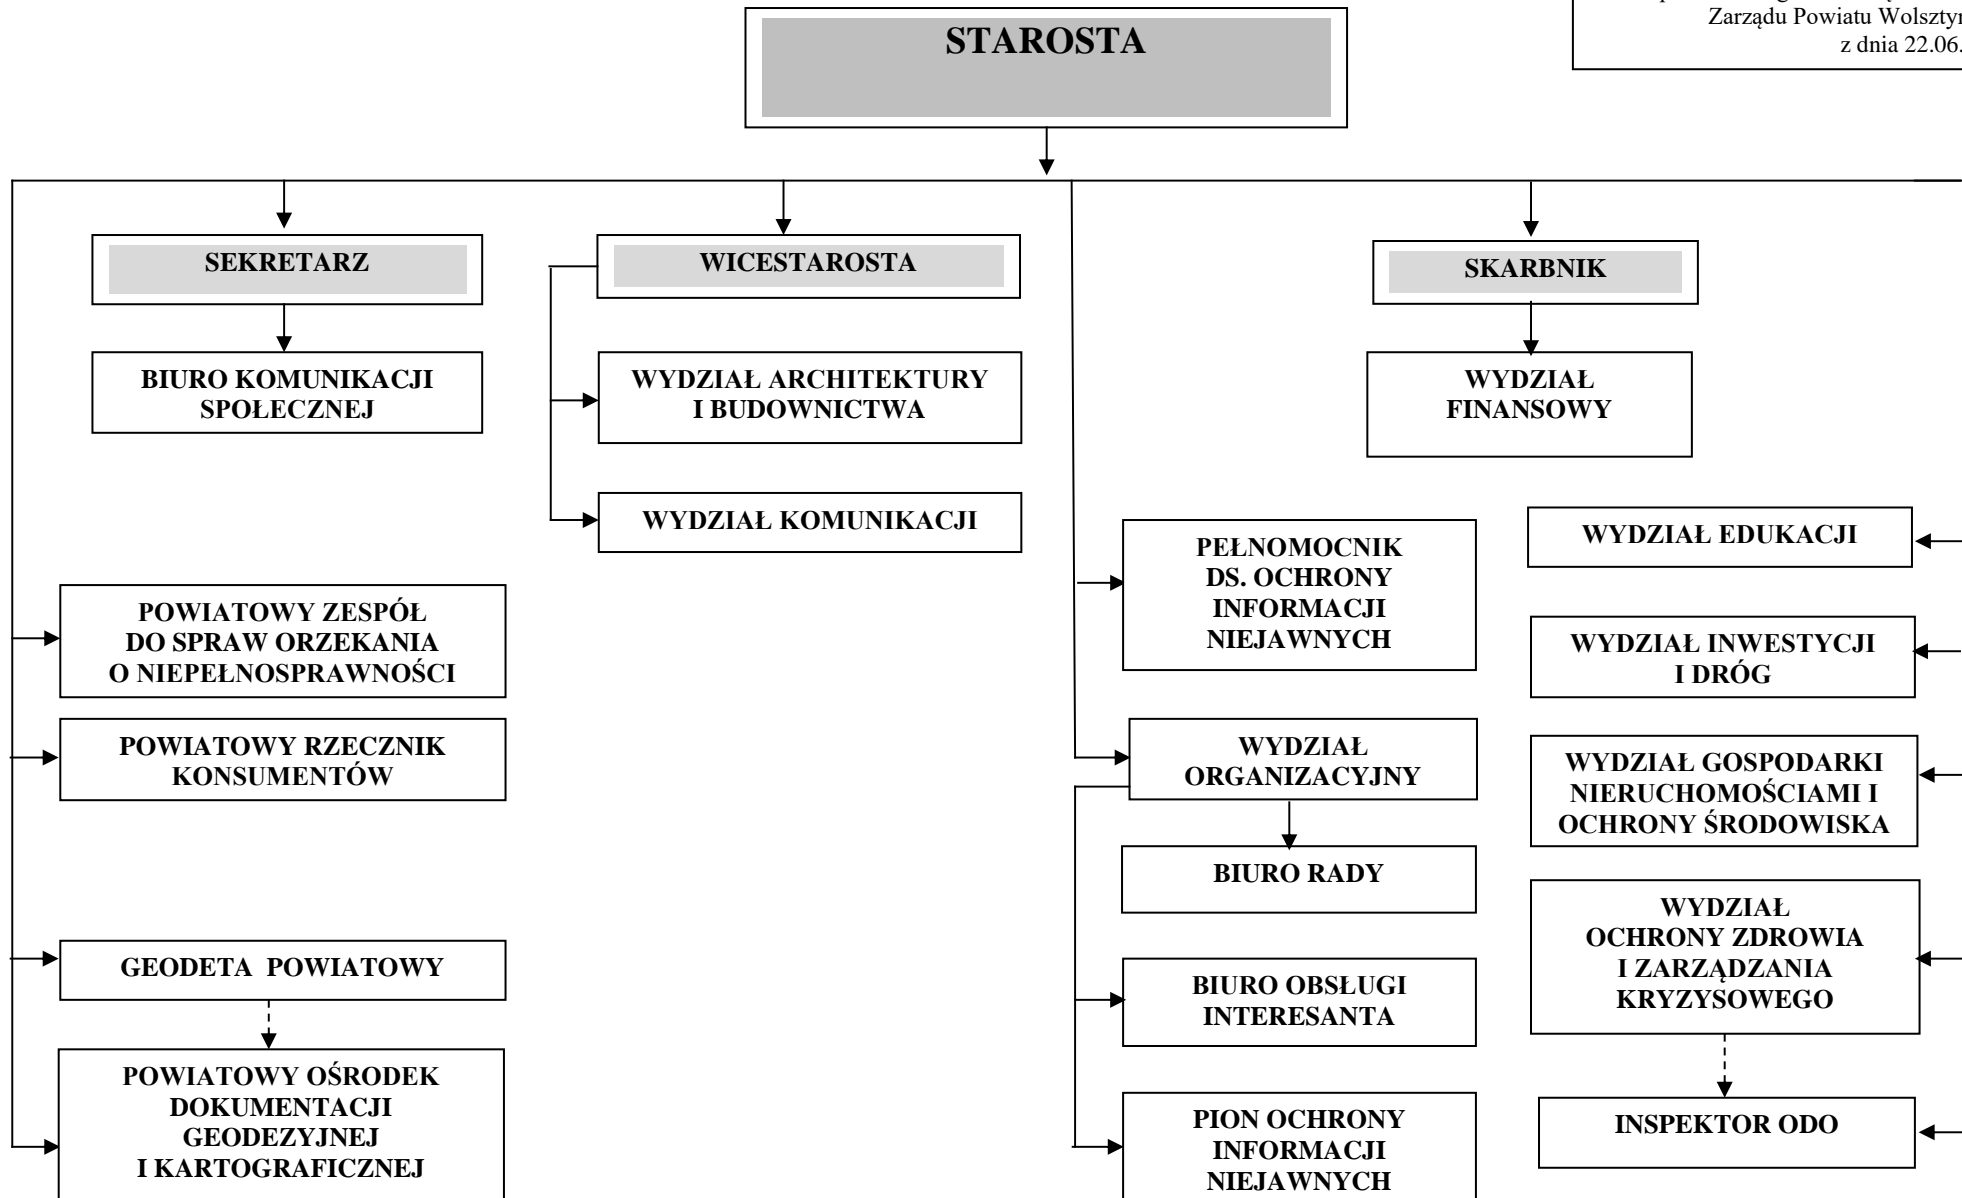 Zarządu Powiatu
z dnia 22.06.
STAROSTA
SEKRETARZ
WICESTAROSTA
SKARBNIK
BIURO KOMUNIKACJI
SPOŁECZNEJ
WYDZIAŁ ARCHITEKTURY
I BUDOWNICTWA
WYDZIAŁ
FINANSOWY
WYDZIAŁ KOMUNIKACJI
PEŁNOMOCNIK
DS. OCHRONY
INFORMACJI
NIEJAWNYCH
WYDZIAŁ EDUKACJI
POWIATOWY ZESPÓŁ
DO SPRAW ORZEKANIA
O NIEPEŁNOSPRAWNOŚCI
WYDZIAŁ INWESTYCJI
I DRÓG
POWIATOWY RZECZNIK
KONSUMENTÓW
WYDZIAŁ
ORGANIZACYJNY
WYDZIAŁ GOSPODARKI
NIERUCHOMOŚCIAMI I
OCHRONY ŚRODOWISKA
BIURO RADY
WYDZIAŁ
OCHRONY ZDROWIA
I ZARZĄDZANIA
KRYZYSOWEGO
GEODETA POWIATOWY
BIURO OBSŁUGI
INTERESANTA
POWIATOWY OŚRODEK
DOKUMENTACJI
GEODEZYJNEJ
I KARTOGRAFICZNEJ
PION OCHRONY
INFORMACJI
NIEJAWNYCH
INSPEKTOR ODO